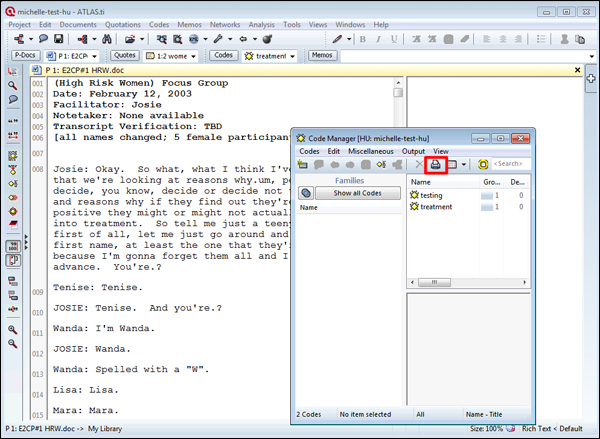 michelle-test-hu - ATLAS.ti
Project Edit Documents Quotations Codes Memos Networks Analysis Tools Views Windows Help
P-Docs P 1: E2CP# Quotes 1:2 wome Codes treatment Memos
P 1: E2CP#1 HRW.doc
001 (High Risk Women) Focus Group
002 Date: February 12, 2003
003 Facilitator: Josie
004 Notetaker: None available
005 Transcript Verification: TBD
006 [all names changed; 5 female participan
007
008 Josie: Okay. So what, what I think I've
that we're looking at reasons why.um, pe
decide, you know, decide or decide not t
and reasons why if they find out they're
positive they might or might not actual
into treatment. So tell me just a teeny
first of all, let me just go around and
first name, at least the one that they's
because I'm gonna forget them all and I
advance. You're.?
009 Tenise: Tenise.
010 JOSIE: Tenise. And you're.?
011 Wanda: I'm Wanda.
012 JOSIE: Wanda.
013 Wanda: Spelled with a "W".
014 Lisa: Lisa.
015 Mara: Mara.
Code Manager [HU: michelle-test-hu]
Codes Edit Miscellaneous Output View
<Search>
Families
Show all Codes
Name
Name Gro... De...
testing 1 0
treatment 1 0
2 Codes No item selected All Name - Title
P 1: E2CP#1 HRW.doc -> My Library Size: 100% Rich Text < Default